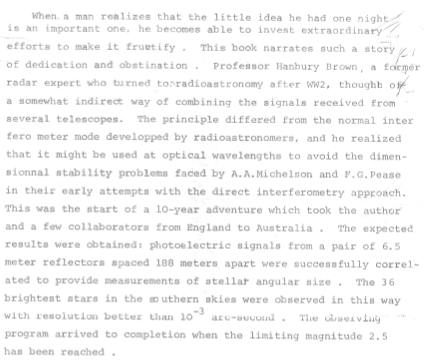 When a man realizes that the little idea he had one night
is an important one, he becomes able to invest extraordinary
efforts to make it fructify . This book narrates such a story
of dedication and obstination . Professor Hanbury Brown, a former
radar expert who turned to radioastronomy after WW2, thought of
a somewhat indirect way of combining the signals received from
several telescopes. The principle differed from the normal inter
fero meter mode developped by radioastronomers, and he realized
that it might be used at optical wavelengths to avoid the dimen-
sionnal stability problems faced by A.A.Michelson and F.G.Pease
in their early attempts with the direct interferometry approach.
This was the start of a 10-year adventure which took the author
and a few collaborators from England to Australia . The expected
results were obtained: photoelectric signals from a pair of 6.5
meter reflectors spaced 188 meters apart were successfully correl-
ated to provide measurements of stellar angular size . The 36
brightest stars in the southern skies were observed in this way
with resolution better than 10⁻³ arc-second . The observing
program arrived to completion when the limiting magnitude 2.5
has been reached .